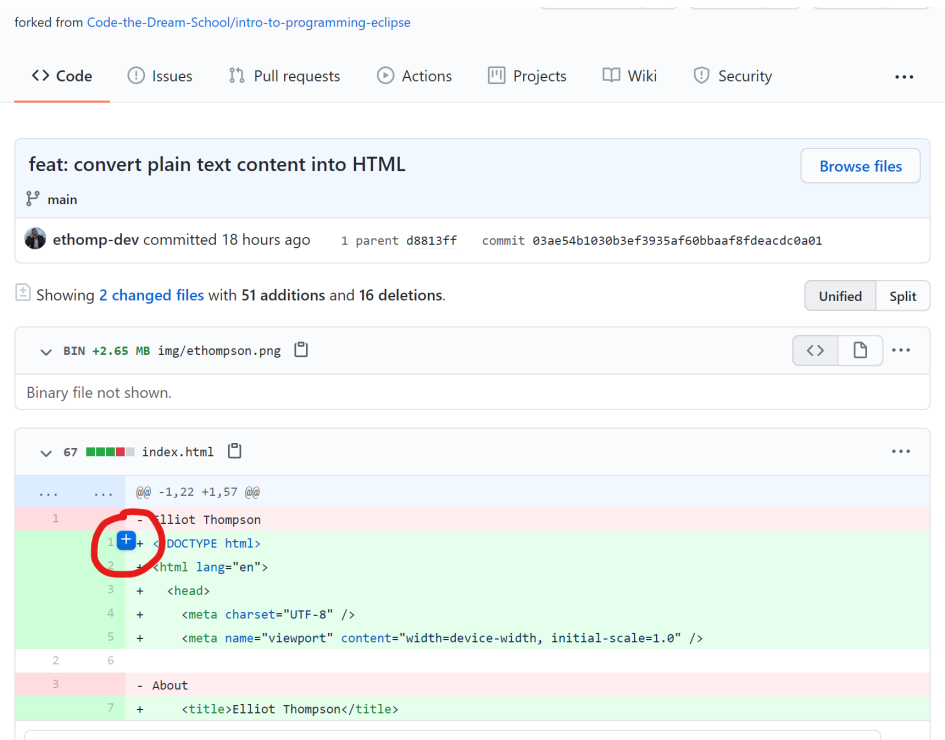 forked from Code-the-Dream-School/intro-to-programming-eclipse
<> Code Issues Pull requests Actions Projects Wiki Security ...
feat: convert plain text content into HTML
Browse files
main
ethomp-dev committed 18 hours ago 1 parent d8813ff commit 03ae54b1030b3ef3935af60bbaaf8fdeacdc0a01
Showing 2 changed files with 51 additions and 16 deletions.
Unified Split
BIN +2.65 MB img/ethompson.png <> ...
Binary file not shown.
67 index.html ...
... ... @@ -1,22 +1,57 @@
1 - Elliot Thompson
1 + < DOCTYPE html>
2 + <html lang="en">
3 + <head>
4 + <meta charset="UTF-8" />
5 + <meta name="viewport" content="width=device-width, initial-scale=1.0" />
2 6
3 - About
7 + <title>Elliot Thompson</title>